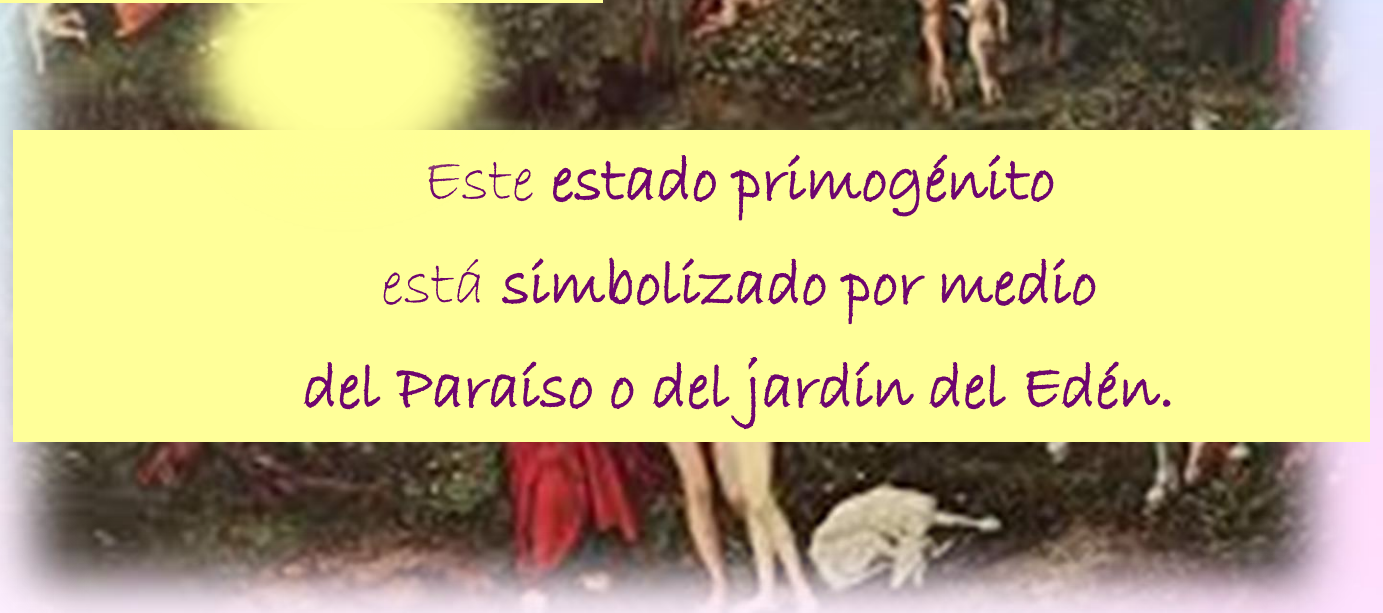 Este estado primogénito
está simbolizado por medio
del Paraíso o del jardín del Edén.